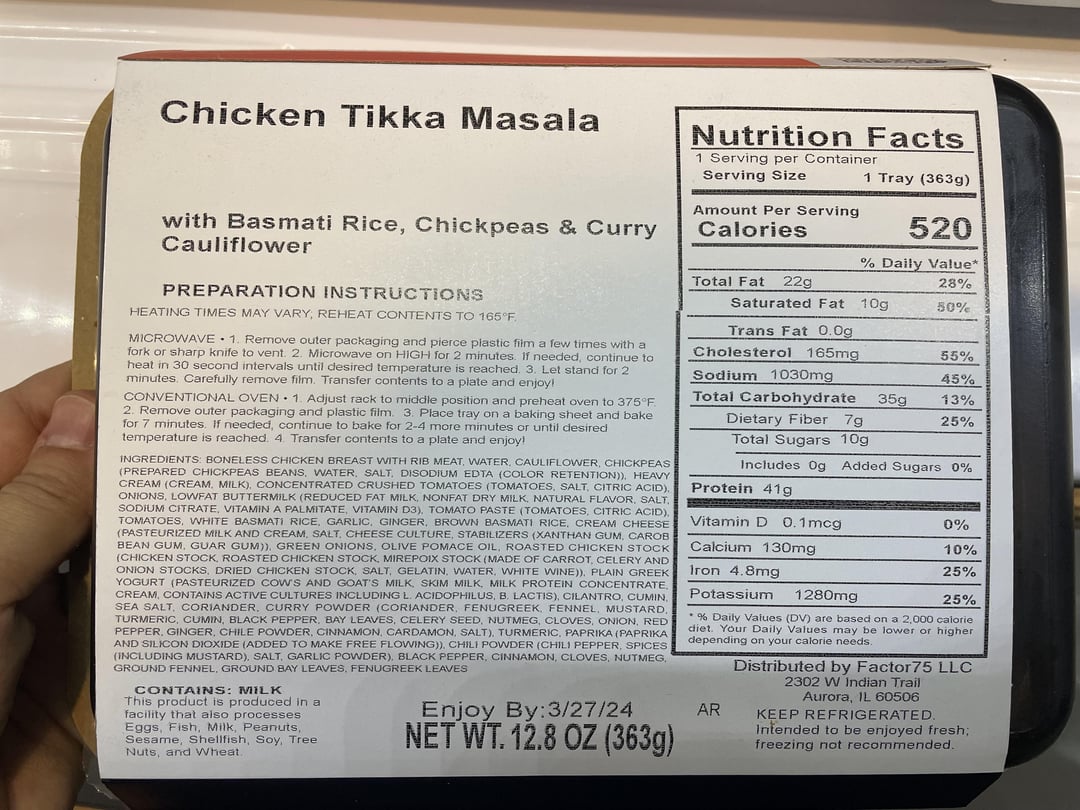 Chicken Tikka Masala
with Basmati Rice, Chickpeas & Curry
Cauliflower
PREPARATION INSTRUCTIONS
HEATING TIMES MAY VARY, REHEAT CONTENTS TO 165°F.
MICROWAVE • 1. Remove outer packaging and pierce plastic film a few times with a
fork or sharp knife to vent. 2. Microwave on HIGH for 2 minutes. If needed, continue to
heat in 30 second intervals until desired temperature is reached. 3. Let stand for 2
minutes. Carefully remove film. Transfer contents to a plate and enjoy!
CONVENTIONAL OVEN • 1. Adjust rack to middle position and preheat oven to 375°F.
2. Remove outer packaging and plastic film. 3. Place tray on a baking sheet and bake
for 7 minutes. If needed, continue to bake for 2-4 more minutes or until desired
temperature is reached. 4. Transfer contents to a plate and enjoy!
INGREDIENTS: BONELESS CHICKEN BREAST WITH RIB MEAT, WATER, CAULIFLOWER, CHICKPEAS
(PREPARED CHICKPEAS BEANS, WATER, SALT, DISODIUM EDTA (COLOR RETENTION)), HEAVY
CREAM (CREAM, MILK), CONCENTRATED CRUSHED TOMATOES (TOMATOES, SALT, CITRIC ACID),
ONIONS, LOWFAT BUTTERMILK (REDUCED FAT MILK, NONFAT DRY MILK, NATURAL FLAVOR, SALT,
SODIUM CITRATE, VITAMIN A PALMITATE, VITAMIN D3), TOMATO PASTE (TOMATOES, CITRIC ACID),
TOMATOES, WHITE BASMATI RICE, GARLIC, GINGER, BROWN BASMATI RICE, CREAM CHEESE
(PASTEURIZED MILK AND CREAM, SALT, CHEESE CULTURE, STABILIZERS (XANTHAN GUM, CAROB
BEAN GUM, GUAR GUM)), GREEN ONIONS, OLIVE POMACE OIL, ROASTED CHICKEN STOCK
(CHICKEN STOCK, ROASTED CHICKEN STOCK, MIREPOIX STOCK (MADE OF CARROT, CELERY AND
ONION STOCKS, DRIED CHICKEN STOCK, SALT, GELATIN, WATER, WHITE WINE)), PLAIN GREEK
YOGURT (PASTEURIZED COW'S AND GOAT'S MILK, SKIM MILK, MILK PROTEIN CONCENTRATE,
CREAM, CONTAINS ACTIVE CULTURES INCLUDING L. ACIDOPHILUS, B. LACTIS), CILANTRO, CUMIN,
SEA SALT, CORIANDER, CURRY POWDER (CORIANDER, FENUGREEK, FENNEL, MUSTARD,
TURMERIC, CUMIN, BLACK PEPPER, BAY LEAVES, CELERY SEED, NUTMEG, CLOVES, ONION, RED
PEPPER, GINGER, CHILE POWDER, CINNAMON, CARDAMON, SALT), TURMERIC, PAPRIKA (PAPRIKA
AND SILICON DIOXIDE (ADDED TO MAKE FREE FLOWING)), CHILI POWDER (CHILI PEPPER, SPICES
(INCLUDING MUSTARD), SALT, GARLIC POWDER), BLACK PEPPER, CINNAMON, CLOVES, NUTMEG,
GROUND FENNEL, GROUND BAY LEAVES, FENUGREEK LEAVES
CONTAINS: MILK
This product is produced in a
facility that also processes
Eggs, Fish, Milk, Peanuts,
Sesame, Shellfish, Soy, Tree
Nuts, and Wheat.
Enjoy By:3/27/24
NET WT. 12.8 OZ (363g)
AR
Nutrition Facts
1 Serving per Container
Serving Size 1 Tray (363g)
Amount Per Serving
Calories 520
% Daily Value*
Total Fat 22g 28%
Saturated Fat 10g 50%
Trans Fat 0.0g
Cholesterol 165mg 55%
Sodium 1030mg 45%
Total Carbohydrate 35g 13%
Dietary Fiber 7g 25%
Total Sugars 10g
Includes 0g Added Sugars 0%
Protein 41g
Vitamin D 0.1mcg 0%
Calcium 130mg 10%
Iron 4.8mg 25%
Potassium 1280mg 25%
* % Daily Values (DV) are based on a 2,000 calorie
diet. Your Daily Values may be lower or higher
depending on your calorie needs.
Distributed by Factor75 LLC
2302 W Indian Trail
Aurora, IL 60506
KEEP REFRIGERATED.
Intended to be enjoyed fresh;
freezing not recommended.